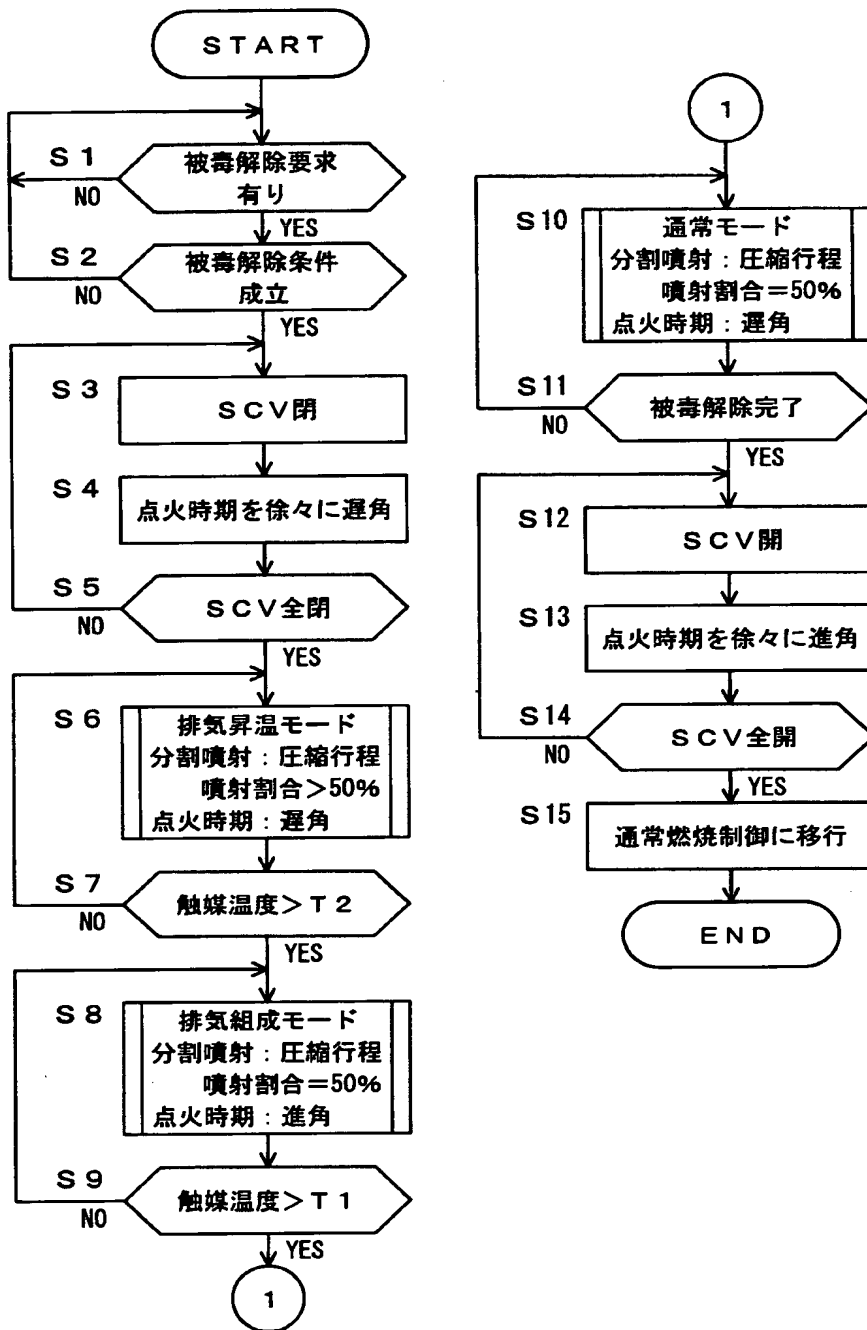 START
S1
被毒解除要求
有り
NO
YES
S2
被毒解除条件
成立
NO
YES
S3
SCV閉
S4
点火時期を徐々に遅角
S5
SCV全閉
NO
YES
S6
排気昇温モード
分割噴射:圧縮行程
噴射割合>50%
点火時期:遅角
S7
触媒温度>T2
NO
YES
S8
排気組成モード
分割噴射:圧縮行程
噴射割合=50%
点火時期:進角
S9
触媒温度>T1
NO
YES
1
1
S10
通常モード
分割噴射:圧縮行程
噴射割合=50%
点火時期:遅角
S11
被毒解除完了
NO
YES
S12
SCV開
S13
点火時期を徐々に進角
S14
SCV全開
NO
YES
S15
通常燃焼制御に移行
END